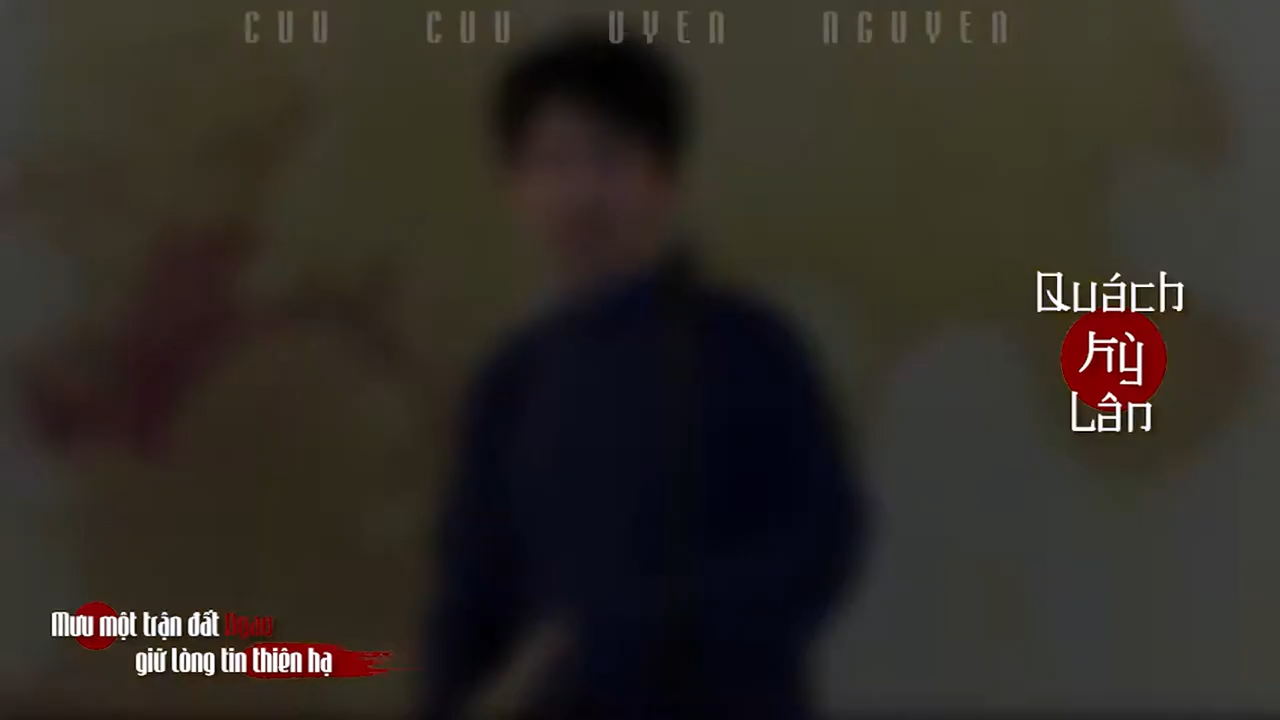 CUU CUU UYEN NGUYEN
Quách
Kỳ
Lân
Mưu một trận đất
giữ lòng tin thiên hạ